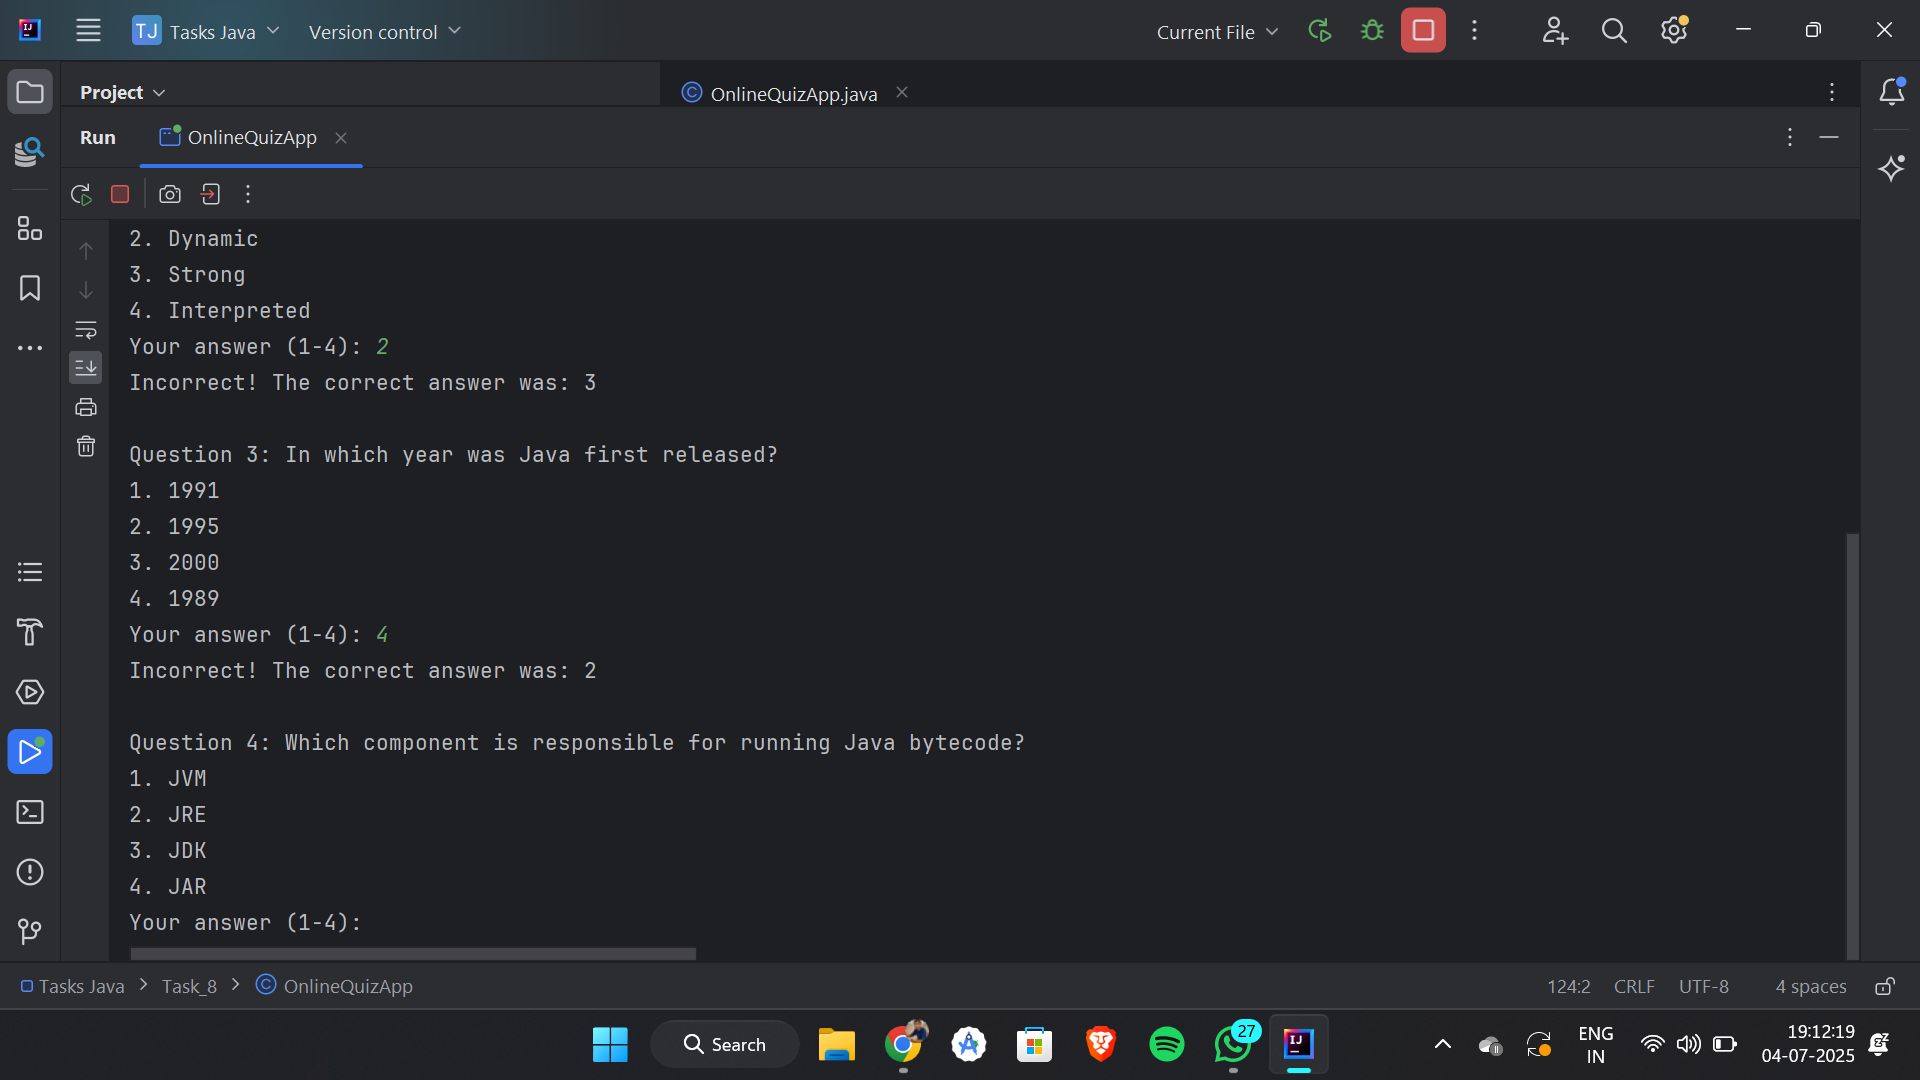 TJ Tasks Java Version control Current File
Project OnlineQuizApp.java
Run OnlineQuizApp
2. Dynamic
3. Strong
4. Interpreted
Your answer (1-4): 2
Incorrect! The correct answer was: 3
Question 3: In which year was Java first released?
1. 1991
2. 1995
3. 2000
4. 1989
Your answer (1-4): 4
Incorrect! The correct answer was: 2
Question 4: Which component is responsible for running Java bytecode?
1. JVM
2. JRE
3. JDK
4. JAR
Your answer (1-4):
Tasks Java > Task_8 > OnlineQuizApp 124:2 CRLF UTF-8 4 spaces
Search 27 ENG IN 19:12:19
04-07-2025